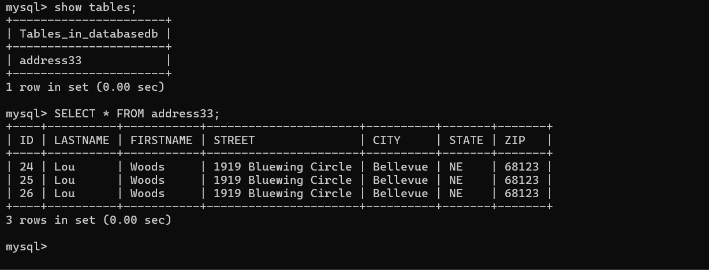 mysql> show tables;
+----------------------+
| Tables_in_databasedb |
+----------------------+
| address33            |
+----------------------+
1 row in set (0.00 sec)
mysql> SELECT * FROM address33;
+----+----------+-----------+---------------------+----------+-------+-------+
| ID | LASTNAME | FIRSTNAME | STREET              | CITY     | STATE | ZIP   |
+----+----------+-----------+---------------------+----------+-------+-------+
| 24 | Lou      | Woods     | 1919 Bluewing Circle | Bellevue | NE    | 68123 |
| 25 | Lou      | Woods     | 1919 Bluewing Circle | Bellevue | NE    | 68123 |
| 26 | Lou      | Woods     | 1919 Bluewing Circle | Bellevue | NE    | 68123 |
+----+----------+-----------+---------------------+----------+-------+-------+
3 rows in set (0.00 sec)
mysql>